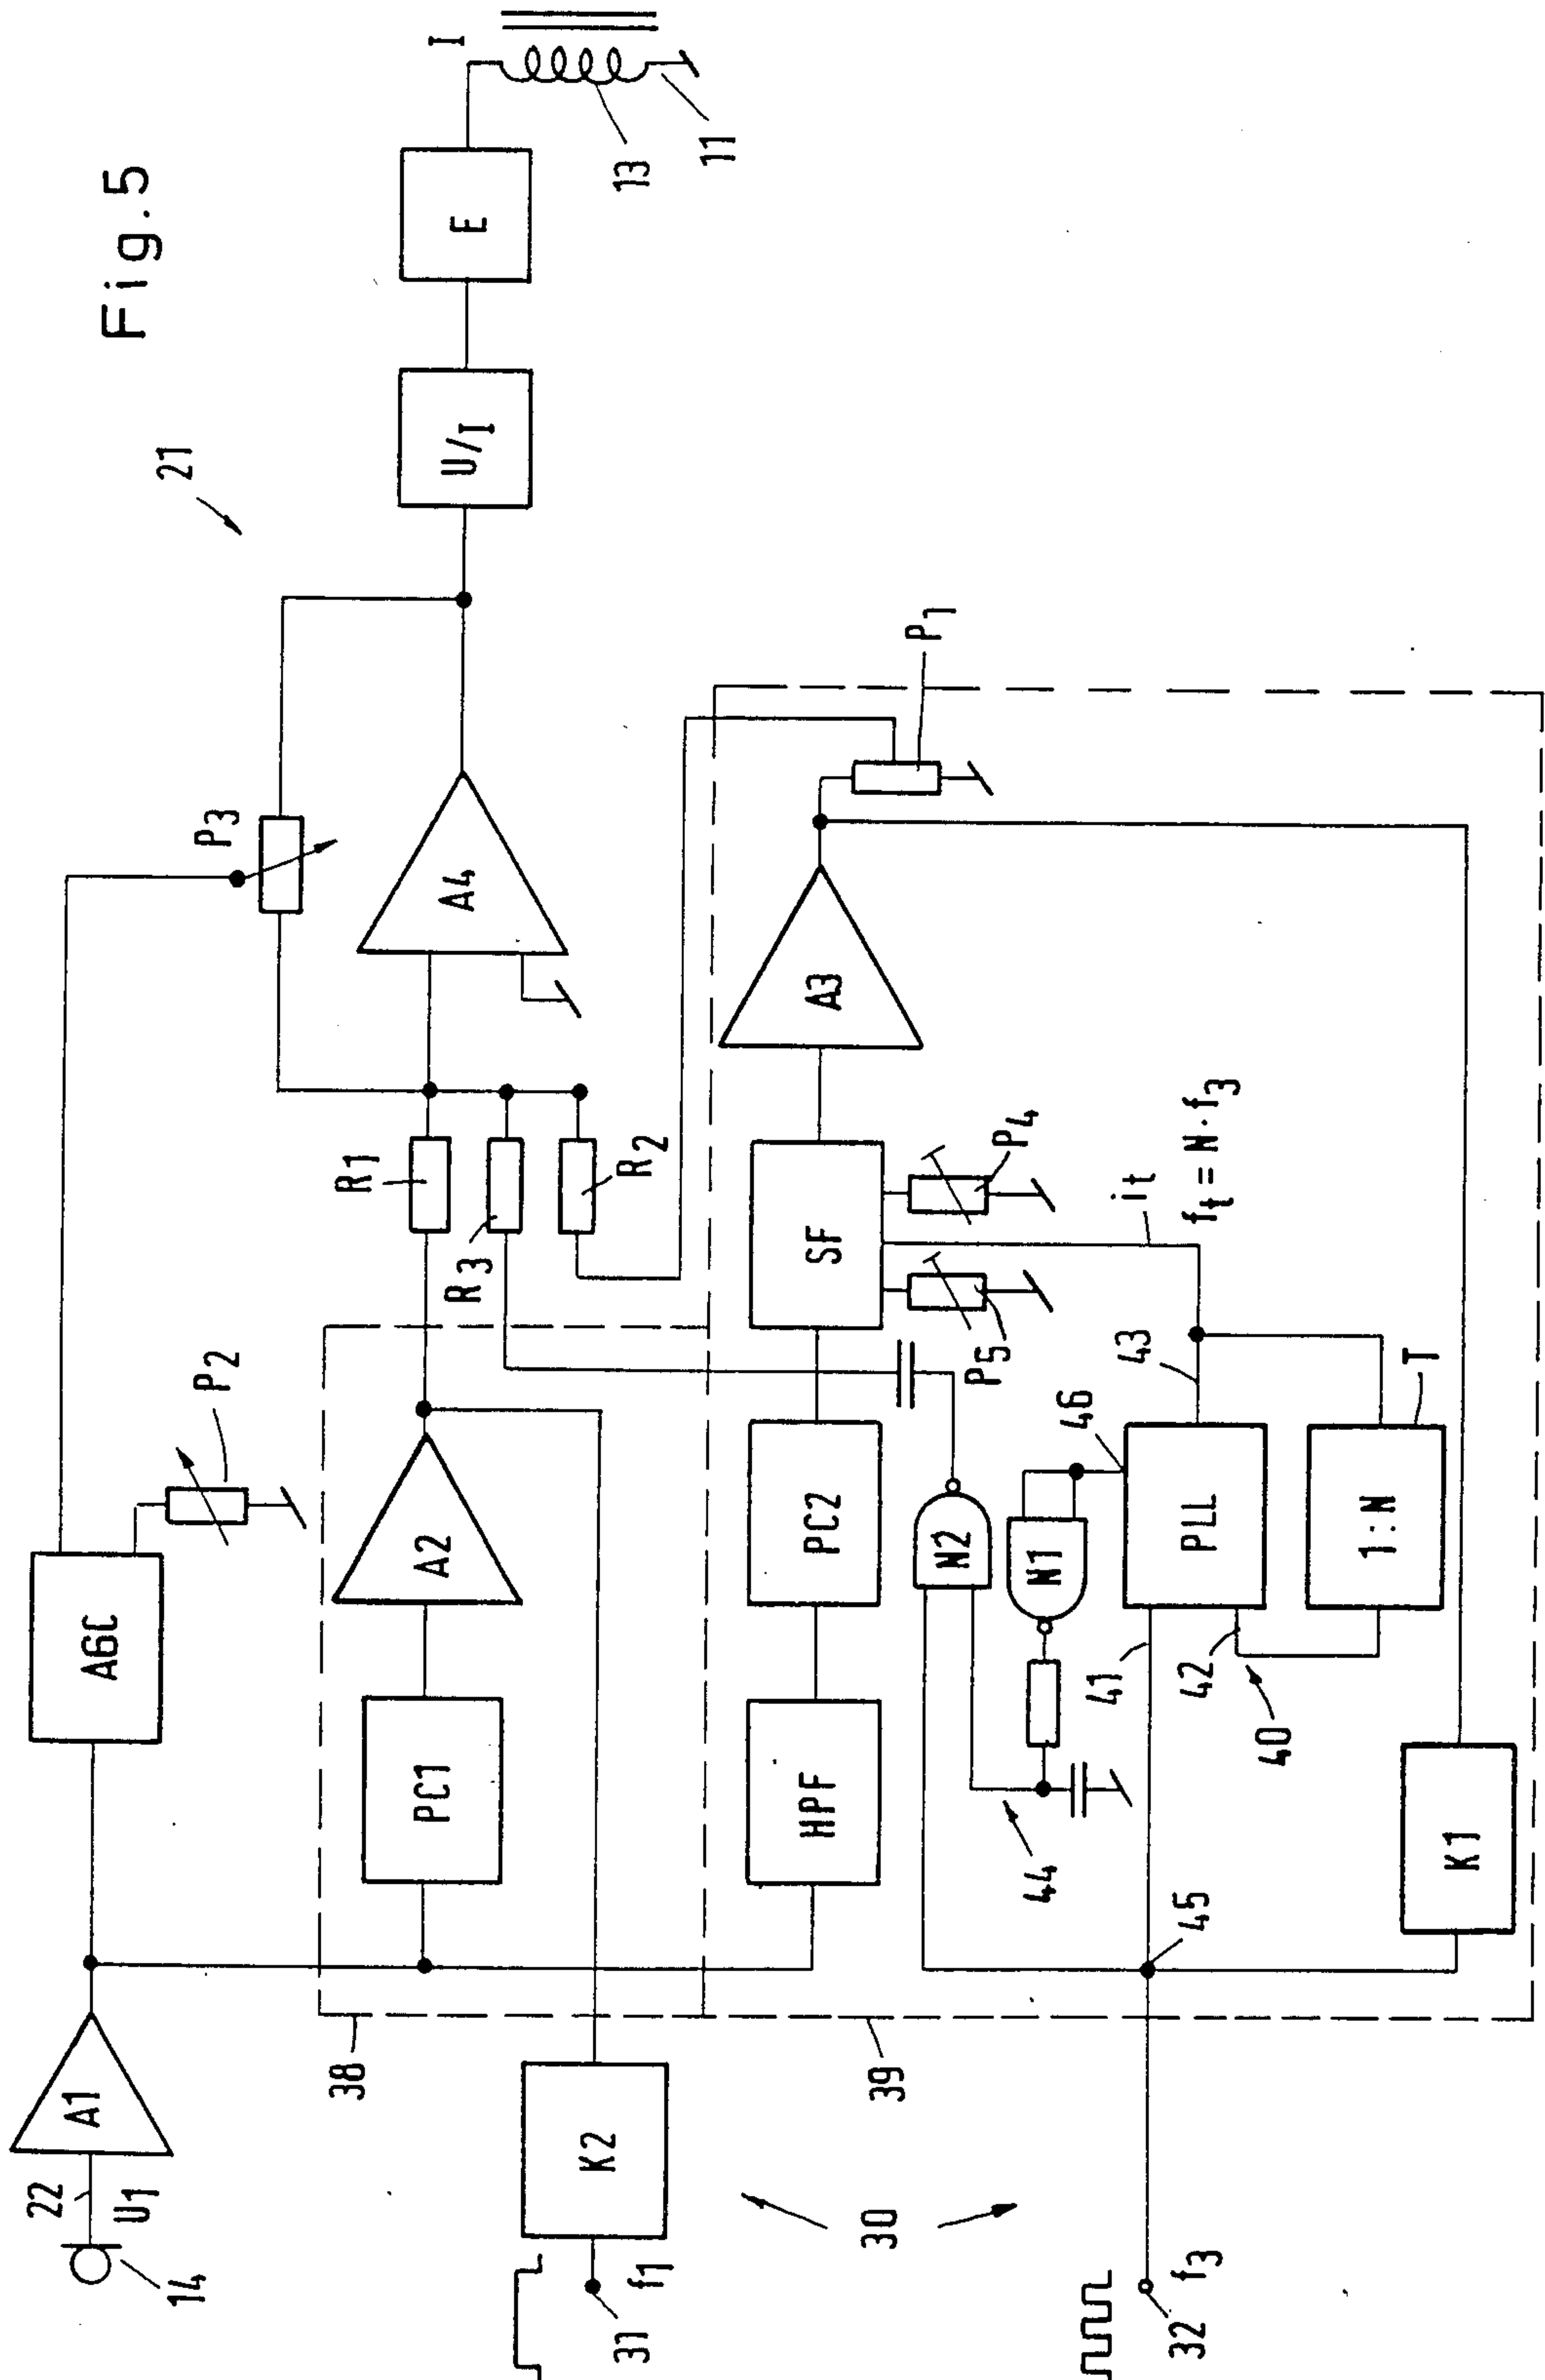 Fig. 5
21
14
22
U1
A1
AGC
P2
P3
38
PC1
A2
R1
R3
R2
A4
U/I
E
I
13
11
K2
31
f1
30
39
HPF
PC2
SF
A3
P1
P5
P4
it
ft = N·f3
N2
N1
44
46
41
42
43
40
PLL
1:N
T
45
K1
32
f3